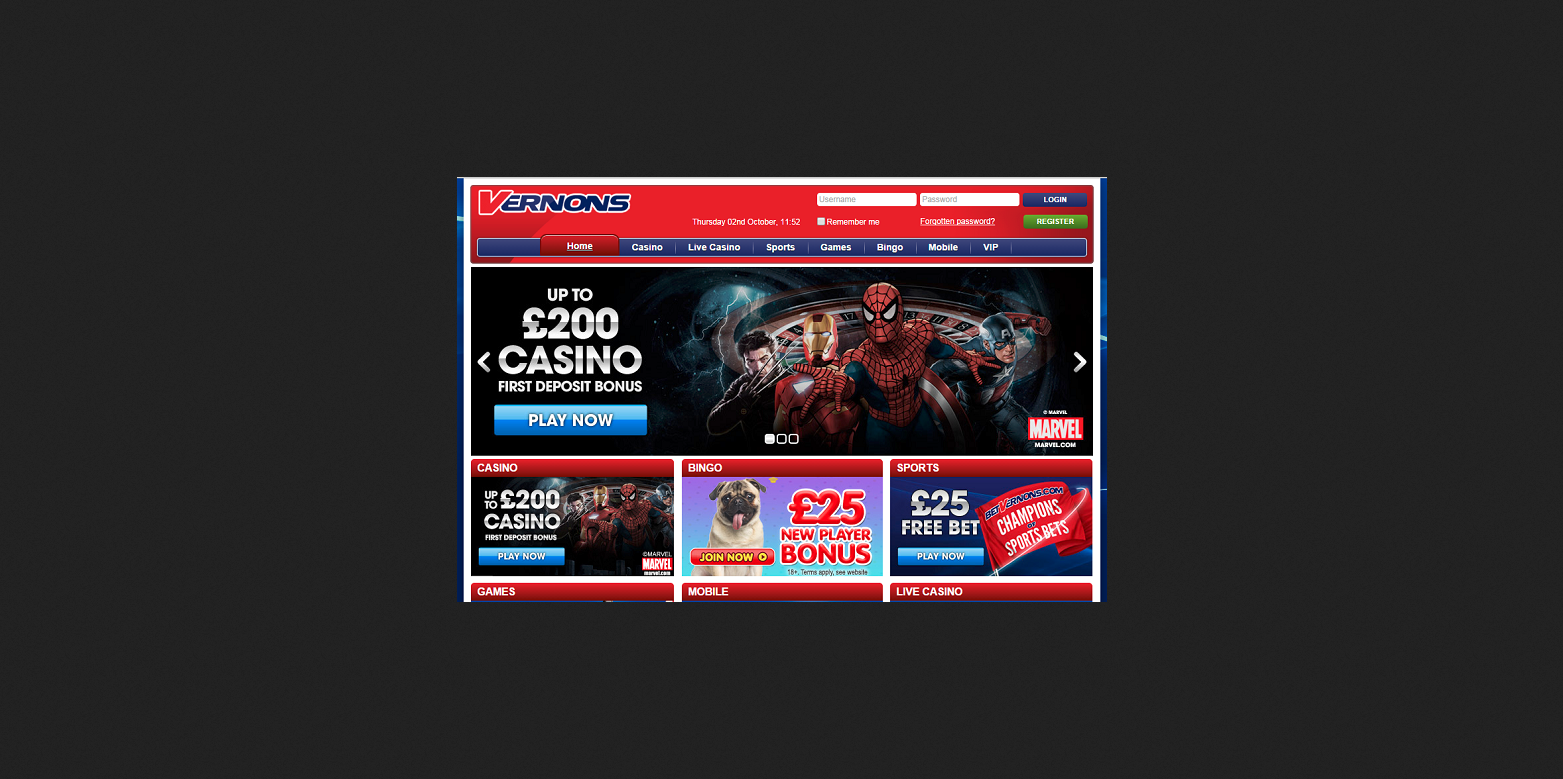 VERNONS
Username
Password
LOGIN
Thursday 02nd October, 11:52
Remember me
Forgotten password?
REGISTER
Home
Casino
Live Casino
Sports
Games
Bingo
Mobile
VIP
UP TO
£200
CASINO
FIRST DEPOSIT BONUS
PLAY NOW
© MARVEL
MARVEL
MARVEL.COM
CASINO
UP TO £200
CASINO
FIRST DEPOSIT BONUS
PLAY NOW
©MARVEL
MARVEL
marvel.com
BINGO
£25
NEW PLAYER
BONUS
JOIN NOW
18+. Terms apply, see website
SPORTS
£25
FREE BET
PLAY NOW
BETVERNONS.COM
CHAMPIONS
OF
SPORTS BETS
GAMES
MOBILE
LIVE CASINO